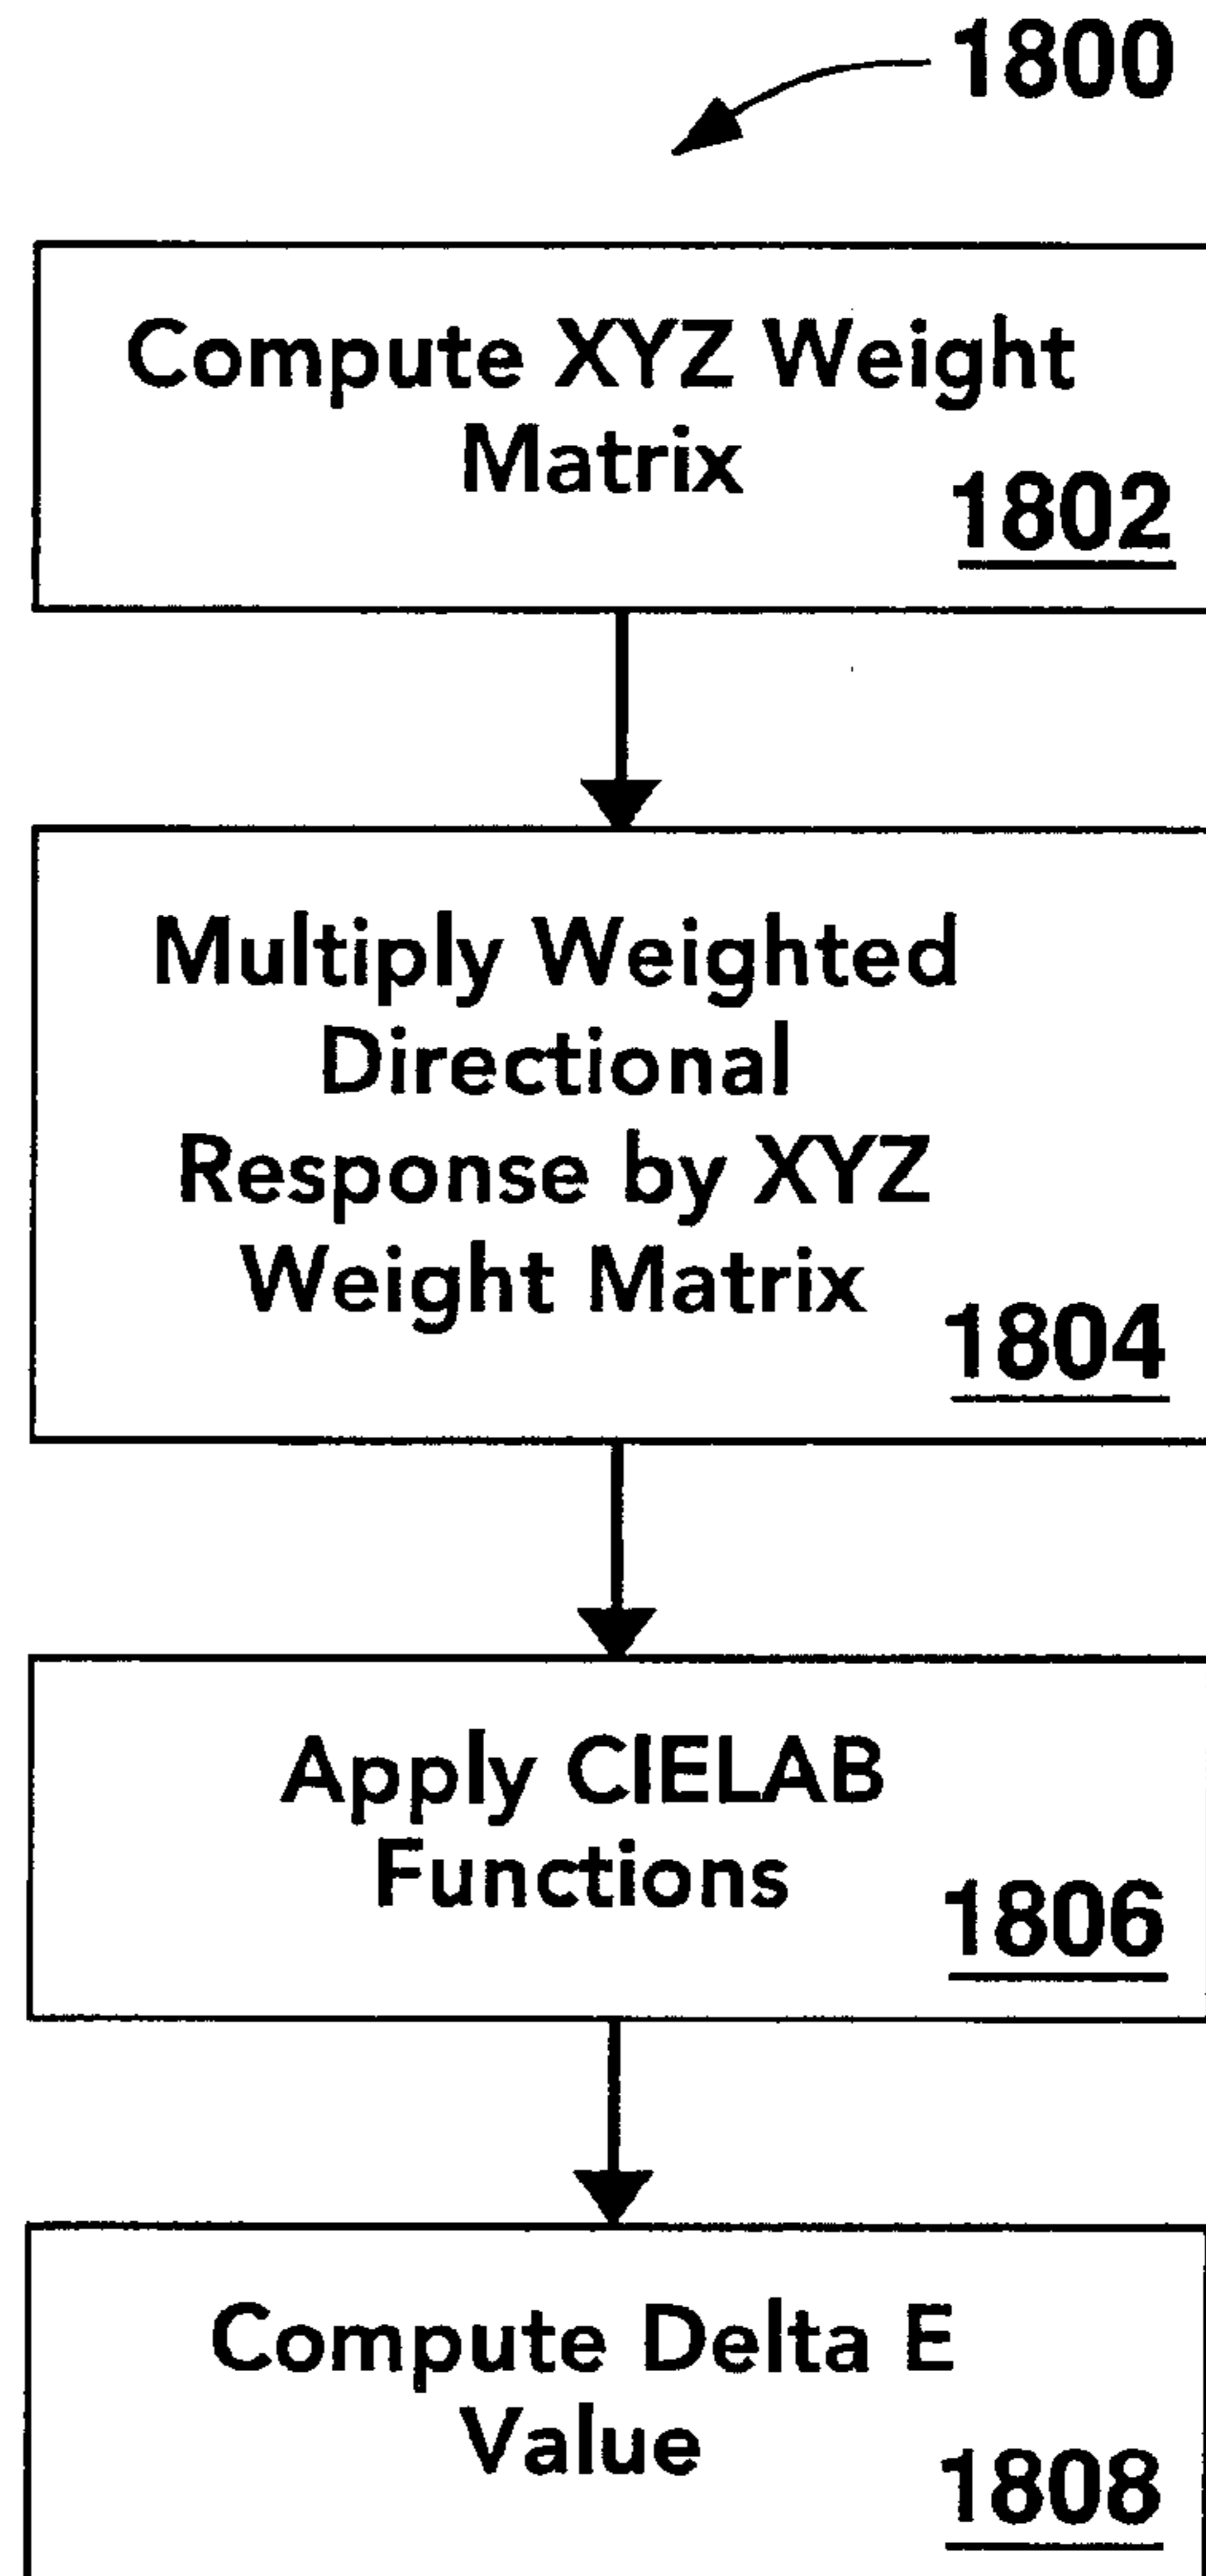 1800
Compute XYZ Weight
Matrix
1802
Multiply Weighted
Directional
Response by XYZ
Weight Matrix
1804
Apply CIELAB
Functions
1806
Compute Delta E
Value
1808